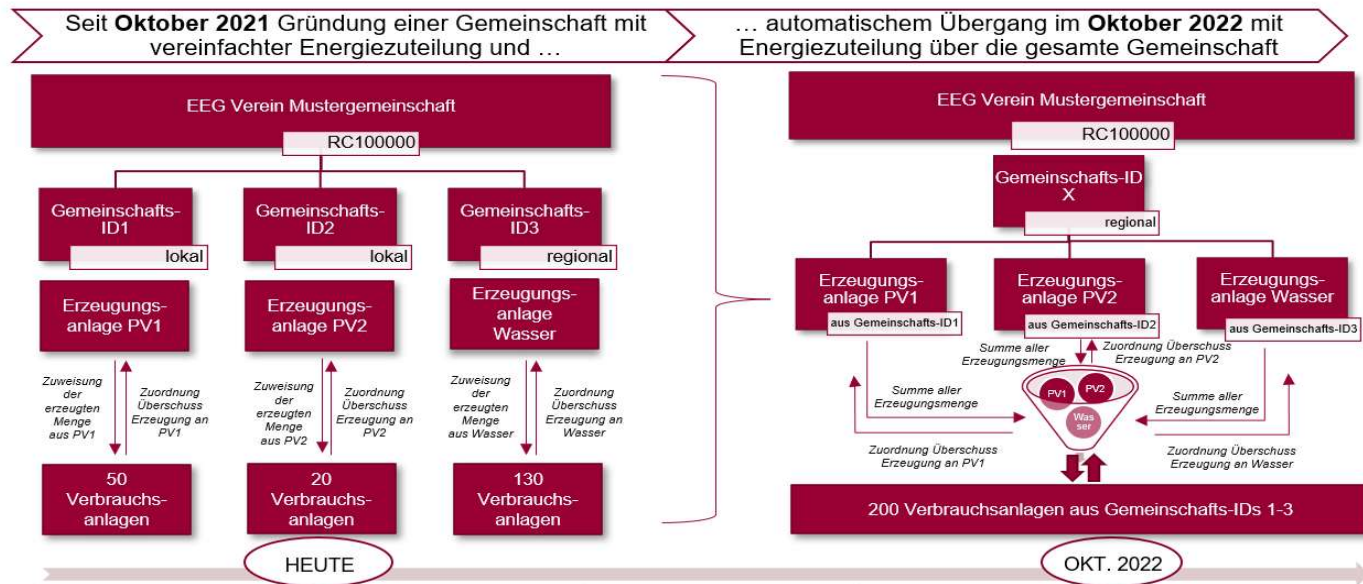 Seit Oktober 2021 Gründung einer Gemeinschaft mit
vereinfachter Energiezuteilung und …
… automatischem Übergang im Oktober 2022 mit
Energiezuteilung über die gesamte Gemeinschaft
EEG Verein Mustergemeinschaft
RC100000
Gemeinschafts-
ID1
lokal
Gemeinschafts-
ID2
lokal
Gemeinschafts-
ID3
regional
Erzeugungs-
anlage PV1
Erzeugungs-
anlage PV2
Erzeugungs-
anlage
Wasser
Zuweisung
der
erzeugten
Menge
aus PV1
Zuordnung
Überschuss
Erzeugung an
PV1
Zuweisung
der
erzeugten
Menge
aus PV2
Zuordnung
Überschuss
Erzeugung an
PV2
Zuweisung
der
erzeugten
Menge
aus Wasser
Zuordnung
Überschuss
Erzeugung an
Wasser
50
Verbrauchs-
anlagen
20
Verbrauchs-
anlagen
130
Verbrauchs-
anlagen
HEUTE
EEG Verein Mustergemeinschaft
RC100000
Gemeinschafts-ID
X
regional
Erzeugungs-
anlage PV1
aus Gemeinschafts-ID1
Erzeugungs-
anlage PV2
aus Gemeinschafts-ID2
Erzeugungs-
anlage Wasser
aus Gemeinschafts-ID3
Summe aller
Erzeugungsmenge
Zuordnung Überschuss
Erzeugung an PV2
Summe aller
Erzeugungsmenge
PV1
PV2
Was
ser
Summe aller
Erzeugungsmenge
Zuordnung Überschuss
Erzeugung an PV1
Zuordnung Überschuss
Erzeugung an Wasser
200 Verbrauchsanlagen aus Gemeinschafts-IDs 1-3
OKT. 2022